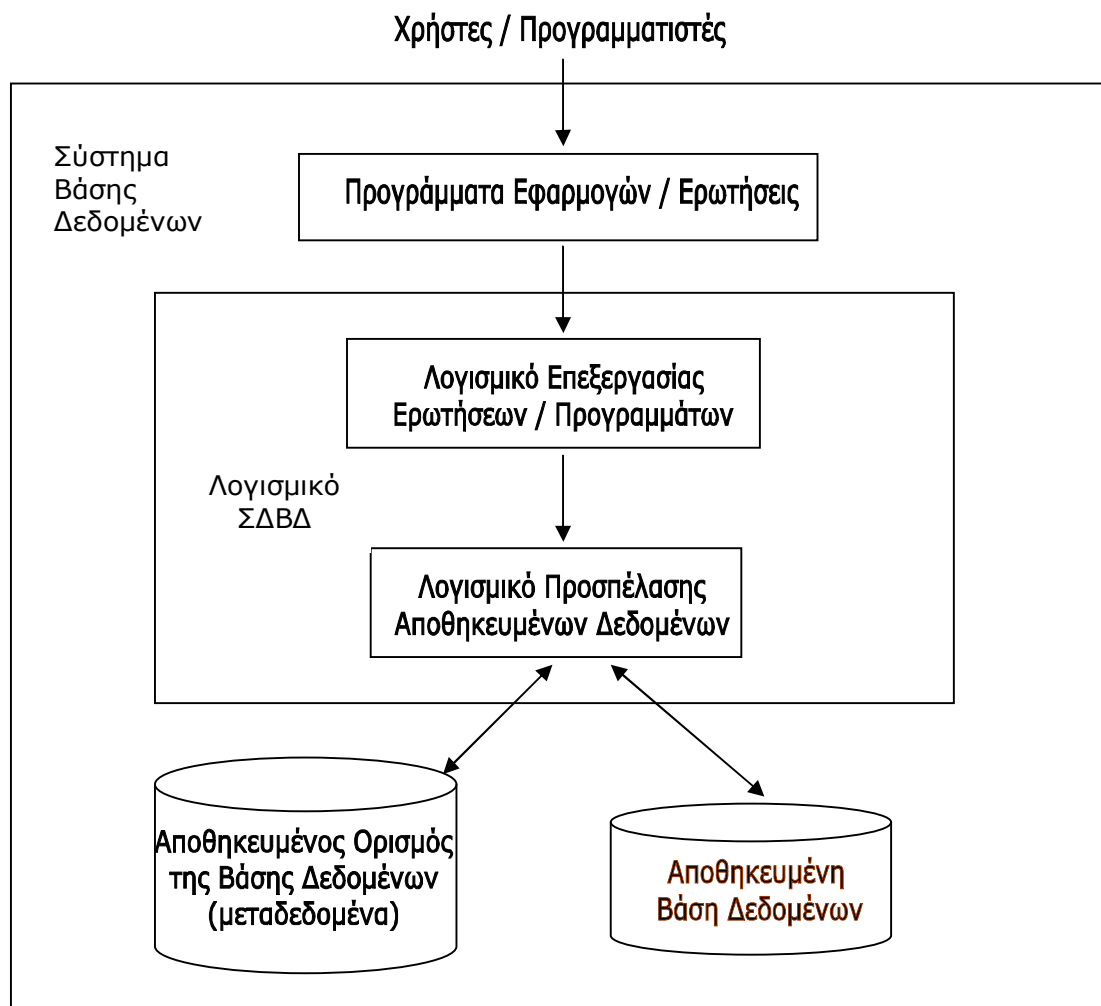 Χρήστες / Προγραμματιστές
Σύστημα
Βάσης
Δεδομένων
Προγράμματα Εφαρμογών / Ερωτήσεις
Λογισμικό Επεξεργασίας
Ερωτήσεων / Προγραμμάτων
Λογισμικό
ΣΔΒΔ
Λογισμικό Προσπέλασης
Αποθηκευμένων Δεδομένων
Αποθηκευμένος Ορισμός
της Βάσης Δεδομένων
(μεταδεδομένα)
Αποθηκευμένη
Βάση Δεδομένων